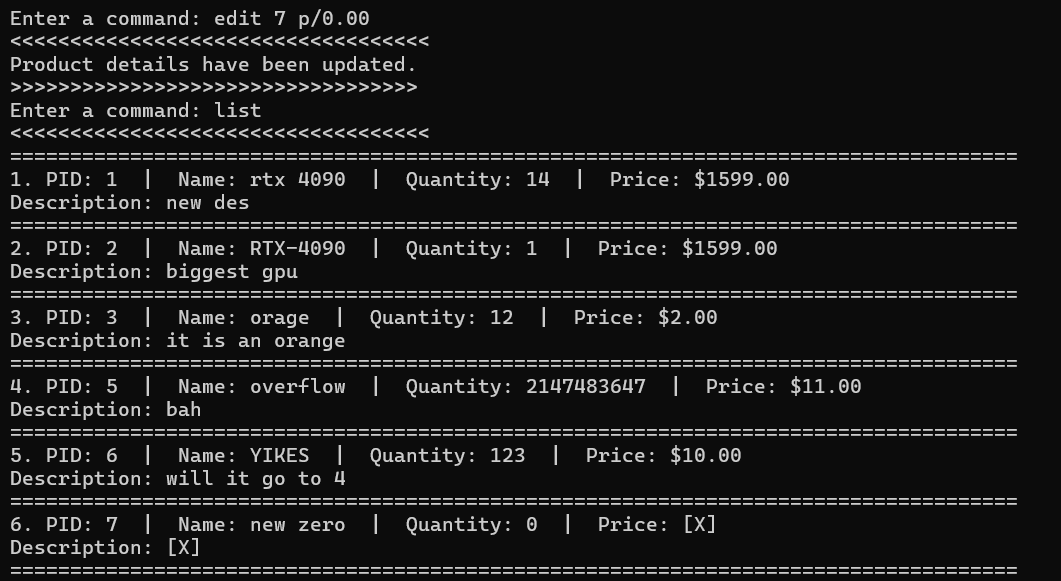 Enter a command: edit 7 p/0.00
<<<<<<<<<<<<<<<<<<<<<<<<<<<<<<<<<<<
Product details have been updated.
>>>>>>>>>>>>>>>>>>>>>>>>>>>>>>>>>>
Enter a command: list
<<<<<<<<<<<<<<<<<<<<<<<<<<<<<<<<<<<
====================================================================================
1. PID: 1  |  Name: rtx 4090  |  Quantity: 14  |  Price: $1599.00
Description: new des
====================================================================================
2. PID: 2  |  Name: RTX-4090  |  Quantity: 1  |  Price: $1599.00
Description: biggest gpu
====================================================================================
3. PID: 3  |  Name: orage  |  Quantity: 12  |  Price: $2.00
Description: it is an orange
====================================================================================
4. PID: 5  |  Name: overflow  |  Quantity: 2147483647  |  Price: $11.00
Description: bah
====================================================================================
5. PID: 6  |  Name: YIKES  |  Quantity: 123  |  Price: $10.00
Description: will it go to 4
====================================================================================
6. PID: 7  |  Name: new zero  |  Quantity: 0  |  Price: [X]
Description: [X]
====================================================================================